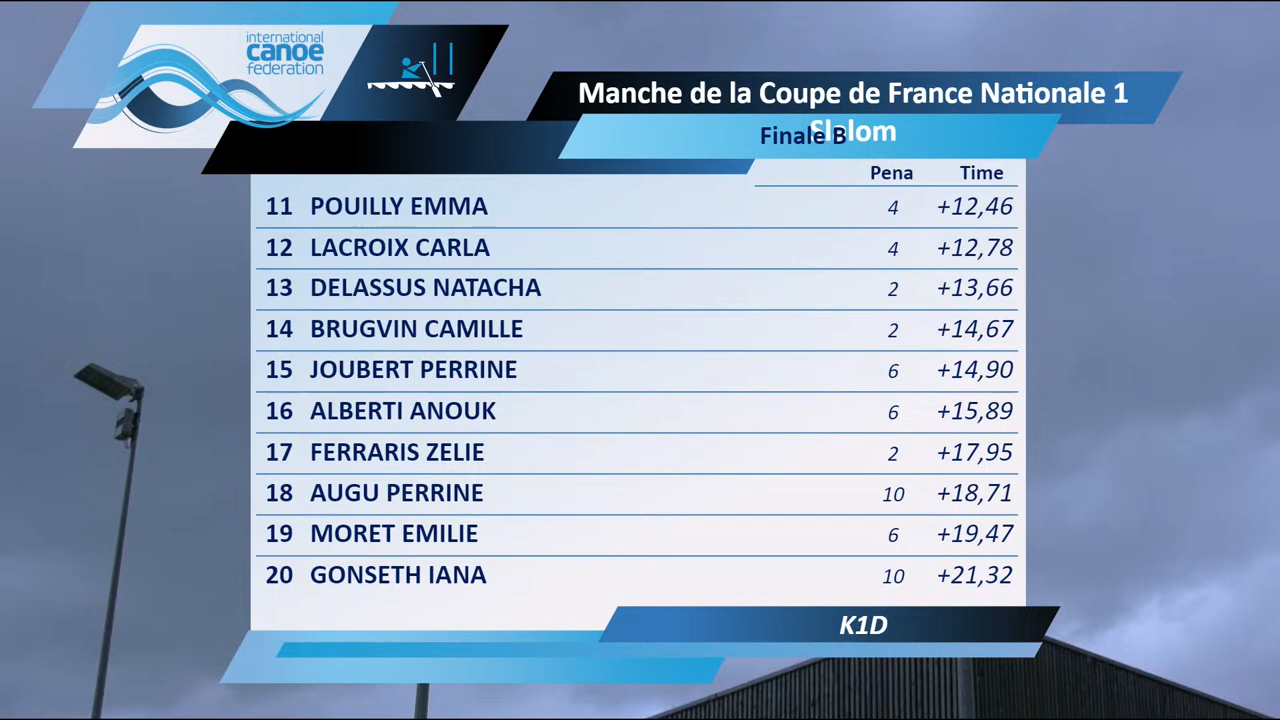 international
canoe
federation
Manche de la Coupe de France Nationale 1
Slalom
Finale B
Pena Time
11 POUILLY EMMA 4 +12,46
12 LACROIX CARLA 4 +12,78
13 DELASSUS NATACHA 2 +13,66
14 BRUGVIN CAMILLE 2 +14,67
15 JOUBERT PERRINE 6 +14,90
16 ALBERTI ANOUK 6 +15,89
17 FERRARIS ZELIE 2 +17,95
18 AUGU PERRINE 10 +18,71
19 MORET EMILIE 6 +19,47
20 GONSETH IANA 10 +21,32
K1D